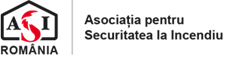 ASI
ROMÂNIA
Asociația pentru
Securitatea la Incendiu